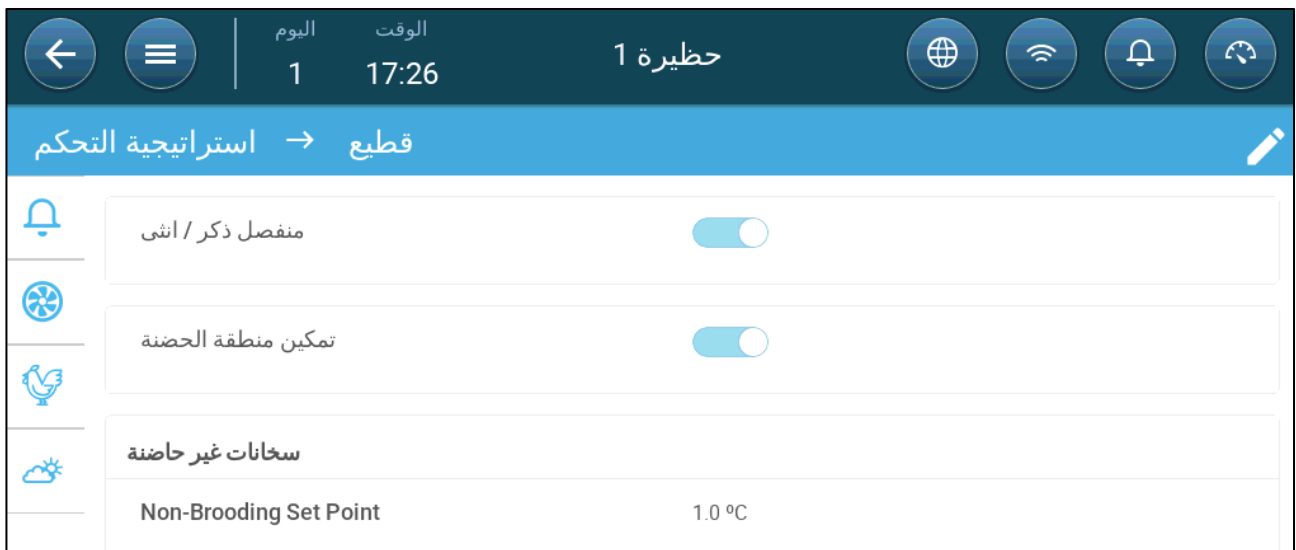 اليوم
الوقت
1
17:26
حظيرة 1
استراتيجية التحكم → قطيع
منفصل ذكر / انثى
تمكين منطقة الحضنة
سخانات غير حاضنة
Non-Brooding Set Point
1.0 ºC